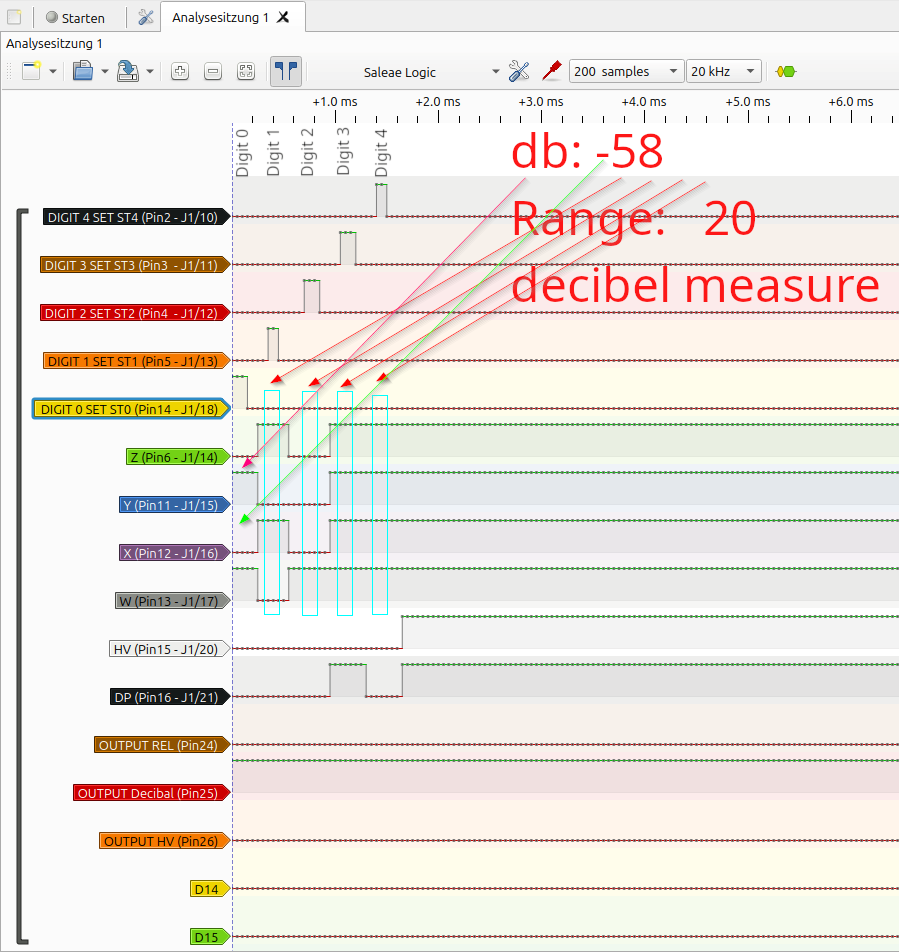 Starten
Analysesitzung 1
Analysesitzung 1
Saleae Logic
200 samples
20 kHz
+1.0 ms +2.0 ms +3.0 ms +4.0 ms +5.0 ms +6.0 ms
Digit 0
Digit 1
Digit 2
Digit 3
Digit 4
db: -58
Range: 20
decibel measure
DIGIT 4 SET ST4 (Pin2 - J1/10)
DIGIT 3 SET ST3 (Pin3 - J1/11)
DIGIT 2 SET ST2 (Pin4 - J1/12)
DIGIT 1 SET ST1 (Pin5 - J1/13)
DIGIT 0 SET ST0 (Pin14 - J1/18)
Z (Pin6 - J1/14)
Y (Pin11 - J1/15)
X (Pin12 - J1/16)
W (Pin13 - J1/17)
HV (Pin15 - J1/20)
DP (Pin16 - J1/21)
OUTPUT REL (Pin24)
OUTPUT Decibal (Pin25)
OUTPUT HV (Pin26)
D14
D15